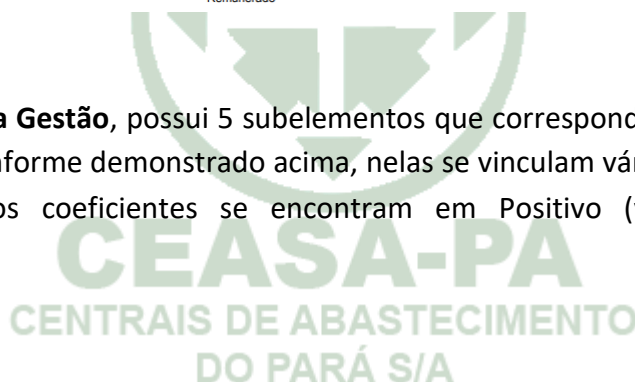 Remanerado
a Gestão, possui 5 subelementos que correspond
nforme demonstrado acima, nelas se vinculam vár
os coeficientes se encontram em Positivo (
CEASA-PA
CENTRAIS DE ABASTECIMENTO
DO PARÁ S/A